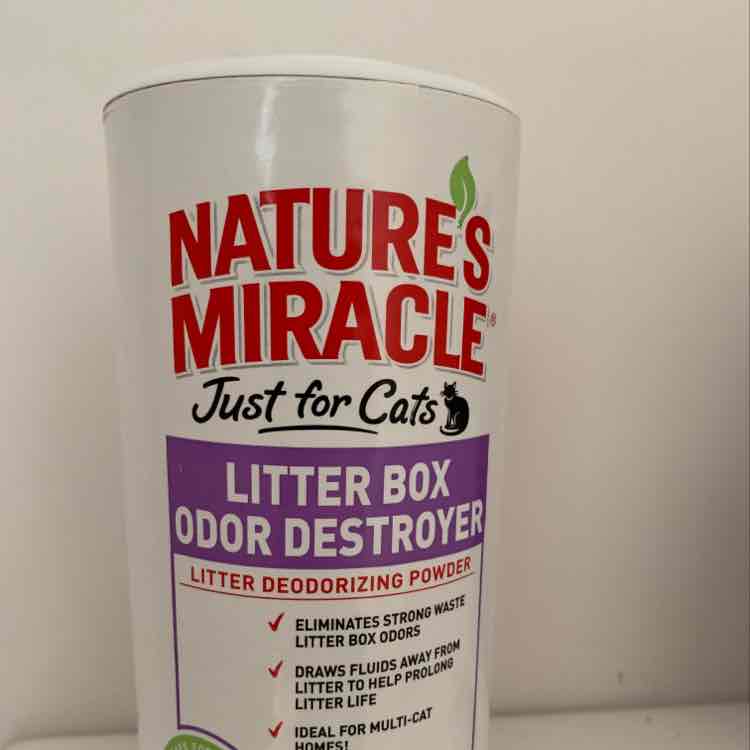 NATURE'S
MIRACLE®
Just for Cats
LITTER BOX
ODOR DESTROYER
LITTER DEODORIZING POWDER
✓ ELIMINATES STRONG WASTE
LITTER BOX ODORS
✓ DRAWS FLUIDS AWAY FROM
LITTER TO HELP PROLONG
LITTER LIFE
✓ IDEAL FOR MULTI-CAT
HOMES!